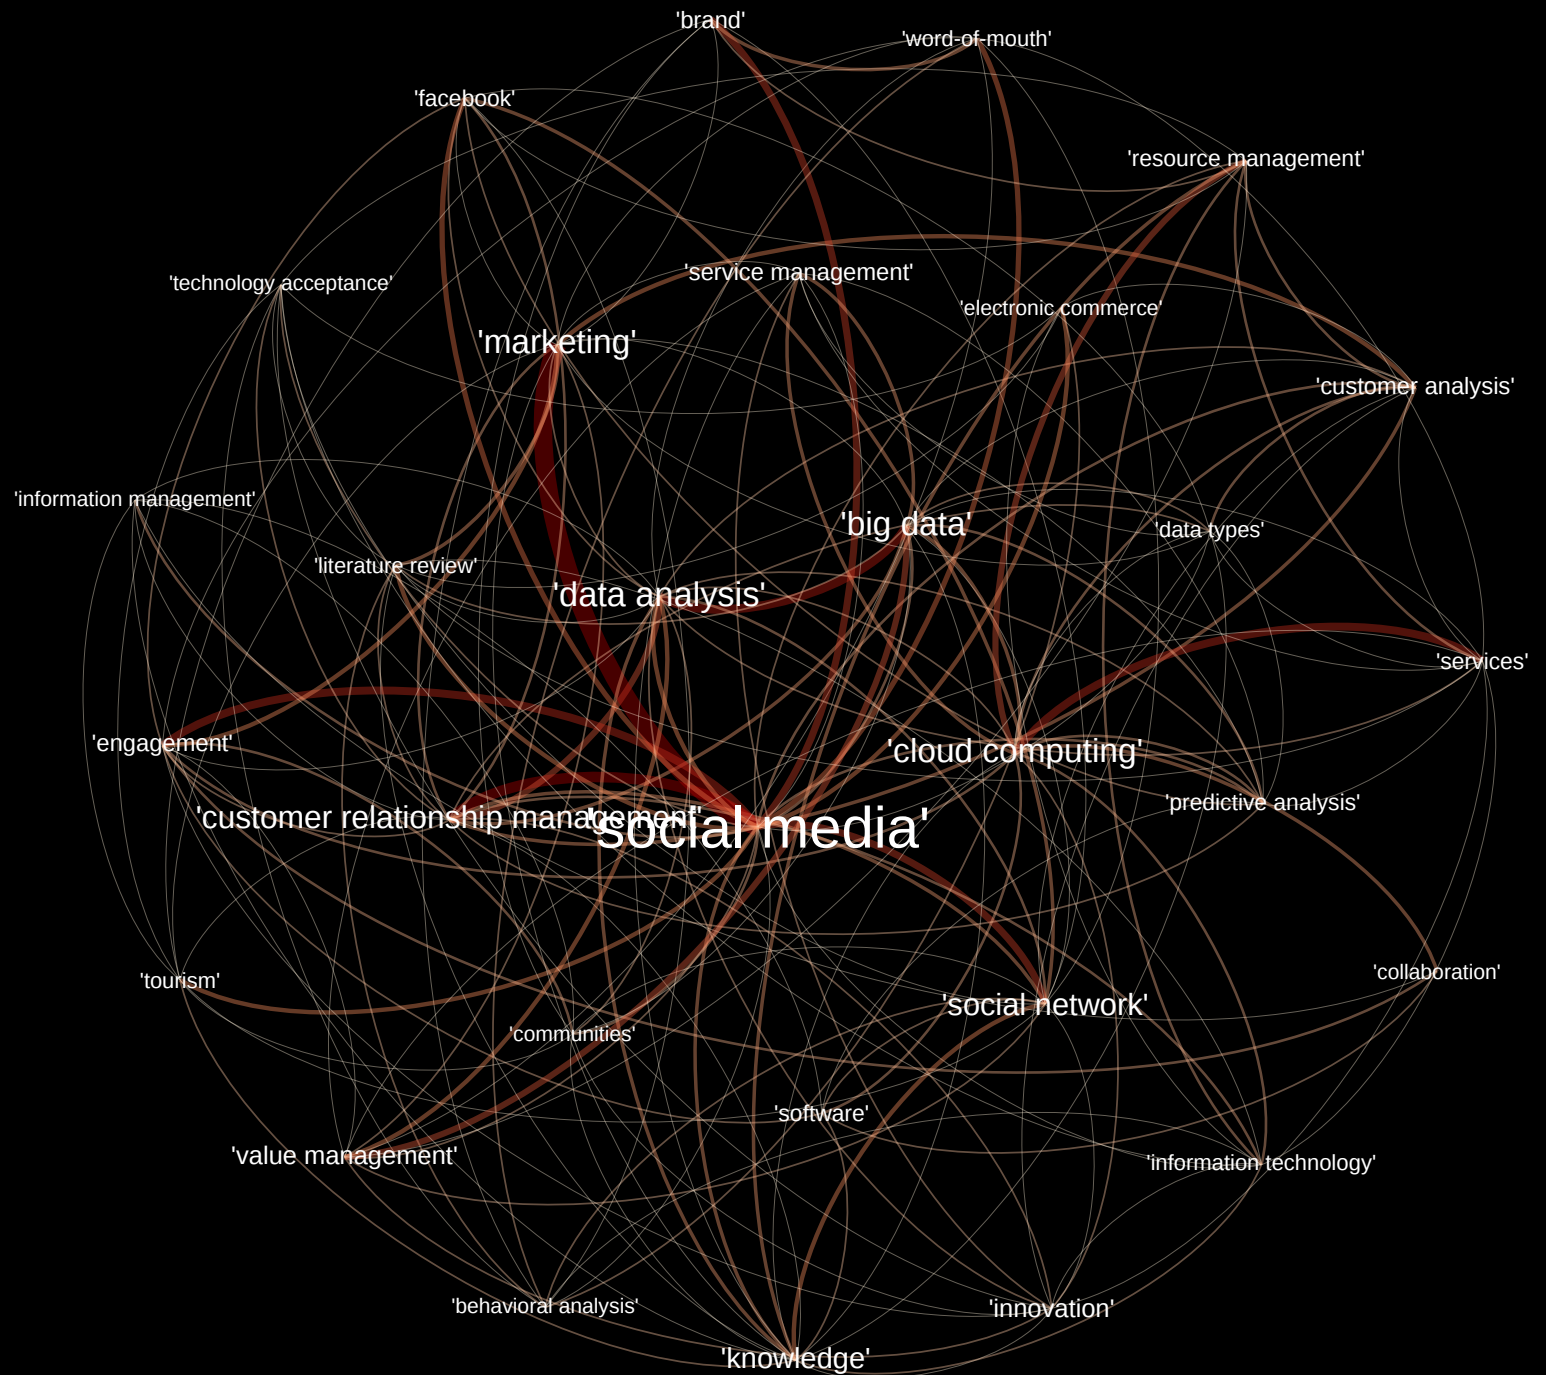 'brand'
'word-of-mouth'
'facebook'
'resource management'
'service management'
'technology acceptance'
'electronic commerce'
'marketing'
'customer analysis'
'information management'
'big data'
'data types'
'literature review'
'data analysis'
'services'
'engagement'
'cloud computing'
'predictive analysis'
'customer relationship management'
'social media'
'tourism'
'collaboration'
'social network'
'communities'
'software'
'value management'
'information technology'
'behavioral analysis'
'innovation'
'knowledge'